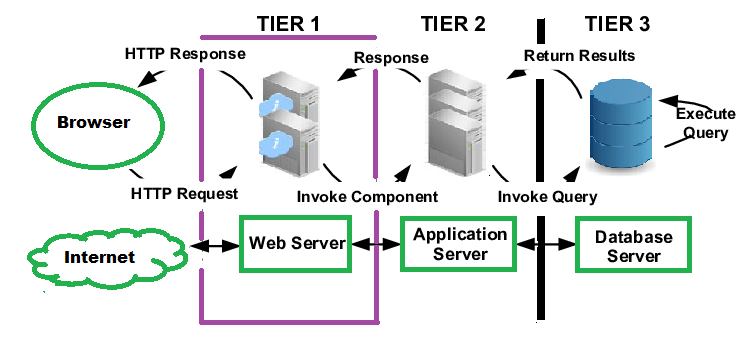 TIER 1
TIER 2
TIER 3
HTTP Response
Response
Return Results
Browser
Execute
Query
HTTP Request
Invoke Component
Invoke Query
Internet
Web Server
Application
Server
Database
Server